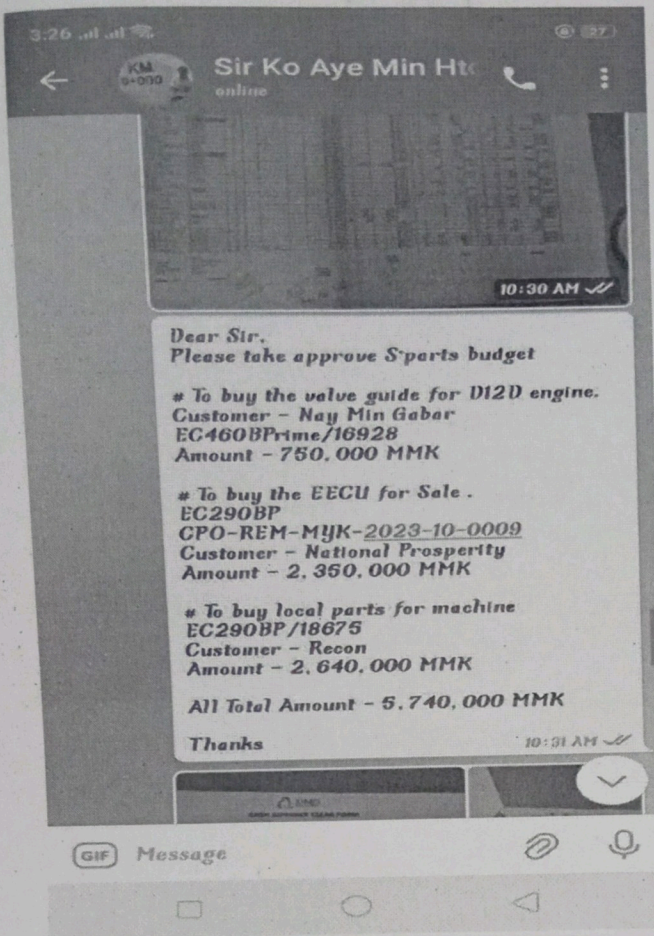 3:26
27
KM
0+000
Sir Ko Aye Min Ht
online
10:30 AM
Dear Sir,
Please take approve S'parts budget
# To buy the valve guide for D12D engine.
Customer - Nay Min Gabar
EC460BPrime/16928
Amount - 750,000 MMK
# To buy the EECU for Sale .
EC290BP
CPO-REM-MYK-2023-10-0009
Customer - National Prosperity
Amount - 2,350,000 MMK
# To buy local parts for machine
EC290BP/18675
Customer - Recon
Amount - 2,640,000 MMK
All Total Amount - 5,740,000 MMK
Thanks
10:31 AM
GIF Message